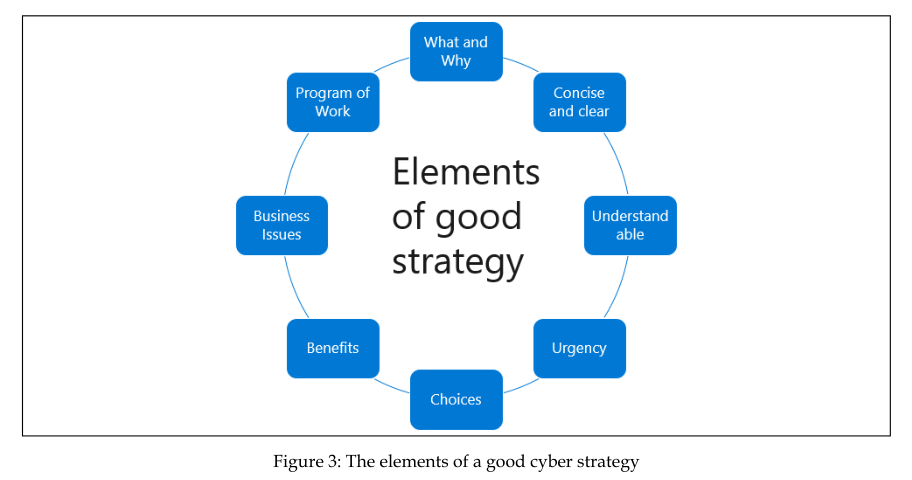 What and
Why
Concise
and clear
Understand
able
Urgency
Choices
Benefits
Business
Issues
Program of
Work
Elements
of good
strategy
Figure 3: The elements of a good cyber strategy